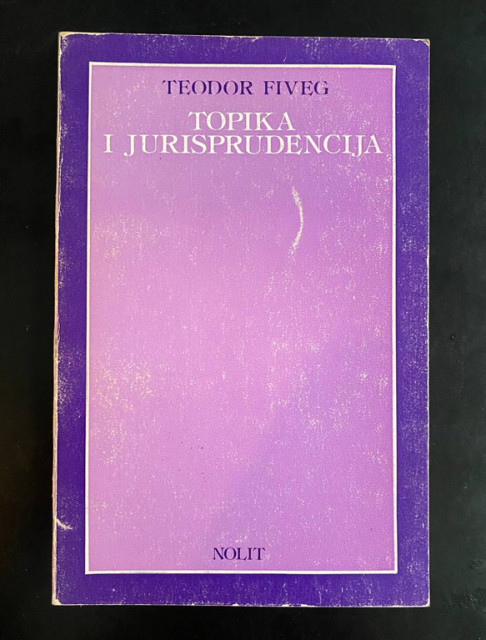 TEODOR FIVEG
TOPIKA
I JURISPRUDENCIJA
NOLIT